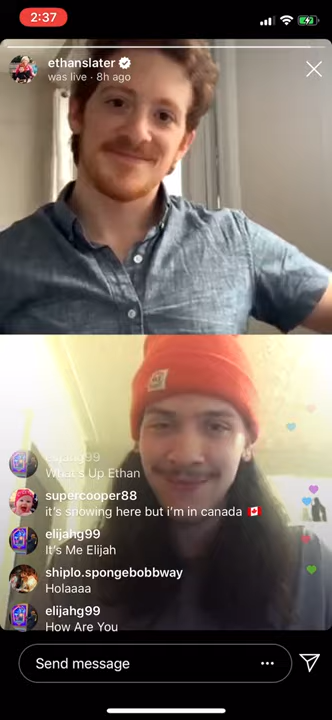 2:37
ethanslater
was live · 8h ago
elijahg99
What's Up Ethan
supercooper88
it's snowing here but i'm in canada 🇨🇦
elijahg99
It's Me Elijah
shiplo.spongebobbway
Holaaaa
elijahg99
How Are You
Send message